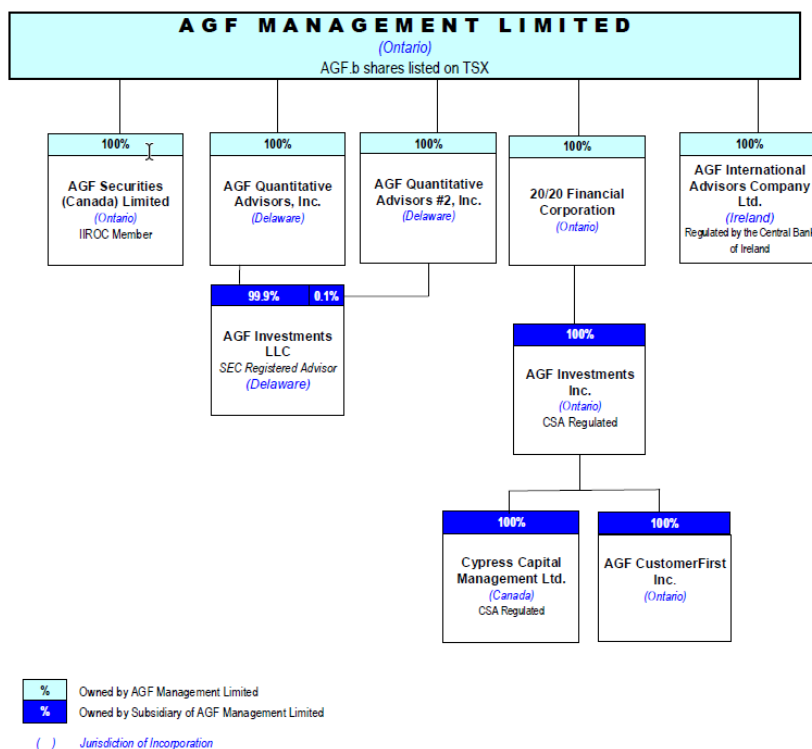 AGF MANAGEMENT LIMITED
(Ontario)
AGF.b shares listed on TSX
100%
AGF Securities
(Canada) Limited
(Ontario)
IIROC Member
100%
AGF Quantitative
Advisors, Inc.
(Delaware)
100%
AGF Quantitative
Advisors #2, Inc.
(Delaware)
100%
20/20 Financial
Corporation
(Ontario)
100%
AGF International
Advisors Company
Ltd.
(Ireland)
Regulated by the Central Bank
of Ireland
99.9% 0.1%
AGF Investments
LLC
SEC Registered Advisor
(Delaware)
100%
AGF Investments
Inc.
(Ontario)
CSA Regulated
100%
Cypress Capital
Management Ltd.
(Canada)
CSA Regulated
100%
AGF CustomerFirst
Inc.
(Ontario)
% Owned by AGF Management Limited
% Owned by Subsidiary of AGF Management Limited
( ) Jurisdiction of Incorporation